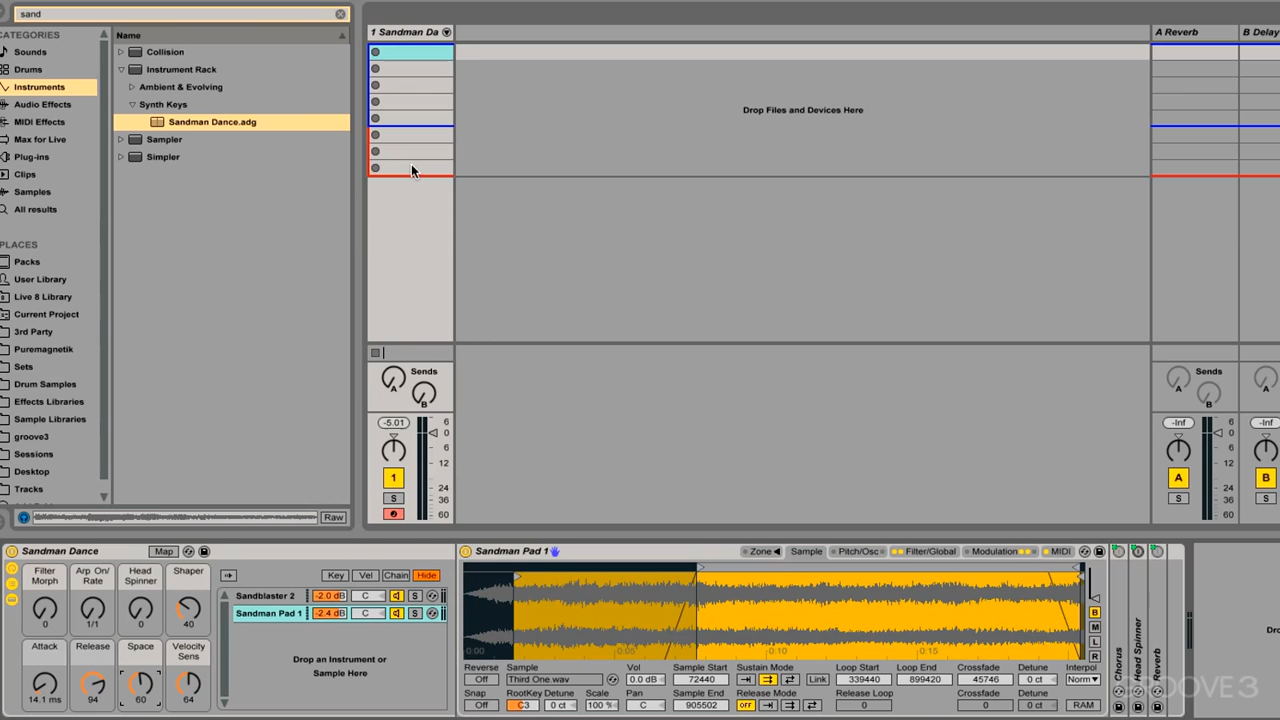 sand
CATEGORIES
Sounds
Drums
Instruments
Audio Effects
MIDI Effects
Max for Live
Plug-ins
Clips
Samples
All results
PLACES
Packs
User Library
Live 8 Library
Current Project
3rd Party
Puremagnetik
Sets
Drum Samples
Effects Libraries
Sample Libraries
groove3
Sessions
Desktop
Tracks
Name
Collision
Instrument Rack
Ambient & Evolving
Synth Keys
Sandman Dance.adg
Sampler
Simpler
Raw
1 Sandman Da
A Reverb
B Delay
Drop Files and Devices Here
Sends
A
B
-5.01
6
0
6
12
24
36
60
1
S
Sends
A
B
-Inf
6
0
6
12
24
36
60
A
S
-Inf
B
S
Sandman Dance
Map
Filter Morph
0
Arp On/ Rate
1/1
Head Spinner
0
Shaper
40
Attack
14.1 ms
Release
94
Space
60
Velocity Sens
64
Key Vel Chain Hide
Sandblaster 2 -2.0 dB C S
Sandman Pad 1 -2.4 dB C S
Drop an Instrument or
Sample Here
Sandman Pad 1
Zone Sample Pitch/Osc Filter/Global Modulation MIDI
0:00 0:05 0:10 0:15
B
M
L
R
Reverse Sample Vol Sample Start Sustain Mode Loop Start Loop End Crossfade Detune Interpol
Off Third One.wav 0.0 dB 72440 Link 339440 899420 45746 0 ct Norm
Snap RootKey Detune Scale Pan Sample End Release Mode Release Loop Crossfade Detune
Off C3 0 ct 100 % C 905502 OFF 0 0 0 ct RAM
Chorus
Head Spinner
Reverb
Dro
GROOVE3